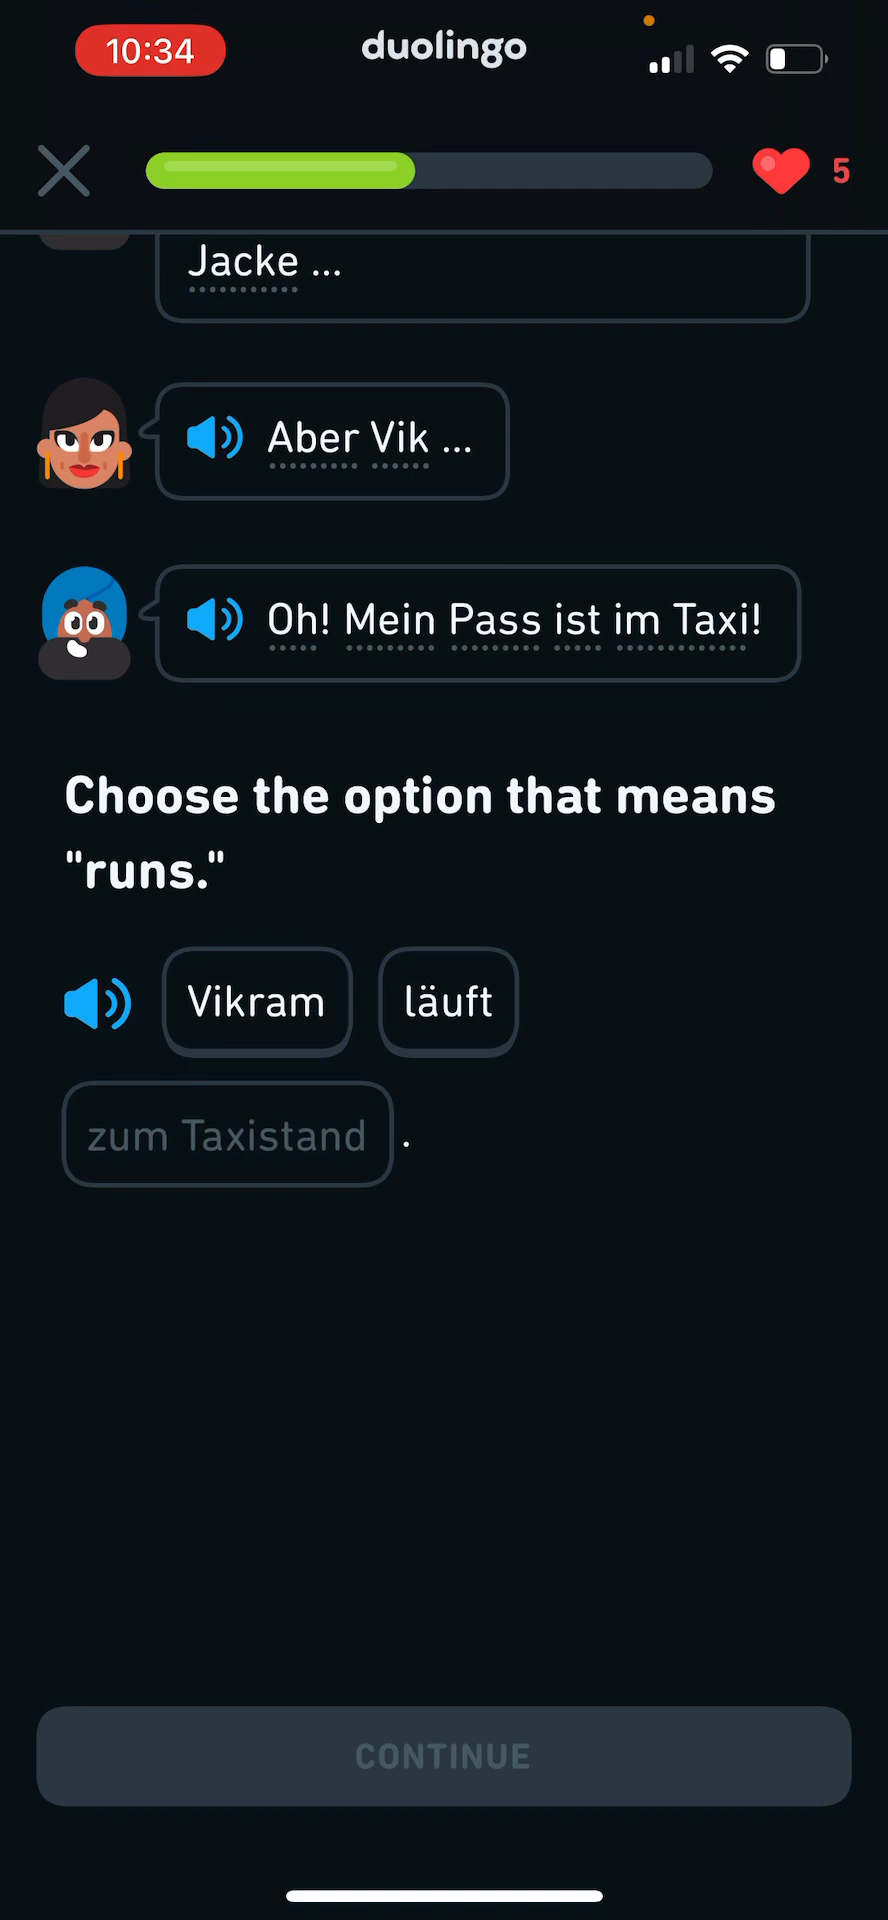 10:34
duolingo
5
Jacke ...
Aber Vik ...
Oh! Mein Pass ist im Taxi!
Choose the option that means
"runs."
Vikram läuft
zum Taxistand .
CONTINUE